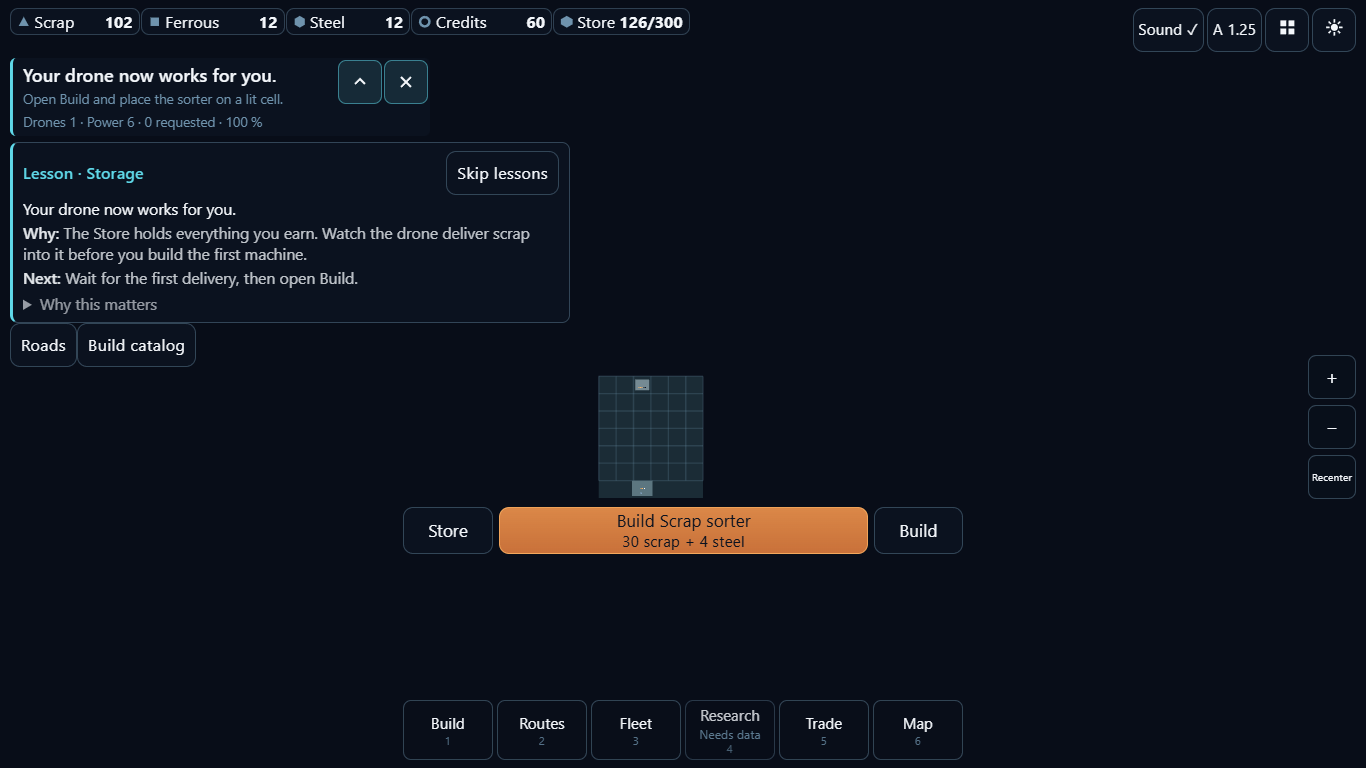 Scrap 102 Ferrous 12 Steel 12 Credits 60 Store 126/300
Sound ✓ A 1.25
Your drone now works for you.
Open Build and place the sorter on a lit cell.
Drones 1 · Power 6 · 0 requested · 100 %
Lesson · Storage
Skip lessons
Your drone now works for you.
Why: The Store holds everything you earn. Watch the drone deliver scrap
into it before you build the first machine.
Next: Wait for the first delivery, then open Build.
Why this matters
Roads Build catalog
+
−
Recenter
Store
Build Scrap sorter
30 scrap + 4 steel
Build
Build
1
Routes
2
Fleet
3
Research
Needs data
4
Trade
5
Map
6